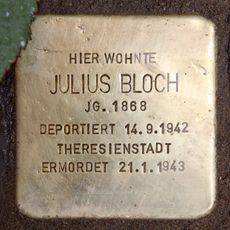 HIER WOHNTE
JULIUS BLOCH
JG. 1868
DEPORTIERT 14.9.1942
THERESIENSTADT
ERMORDET 21.1.1943